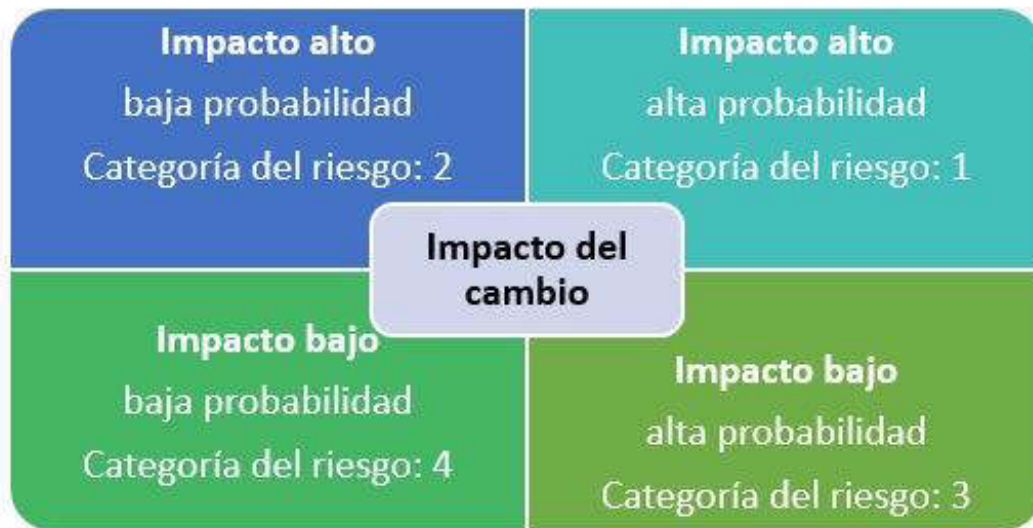 Impacto alto
baja probabilidad
Categoría del riesgo: 2
Impacto alto
alta probabilidad
Categoría del riesgo: 1
Impacto del
cambio
Impacto bajo
baja probabilidad
Categoría del riesgo: 4
Impacto bajo
alta probabilidad
Categoría del riesgo: 3